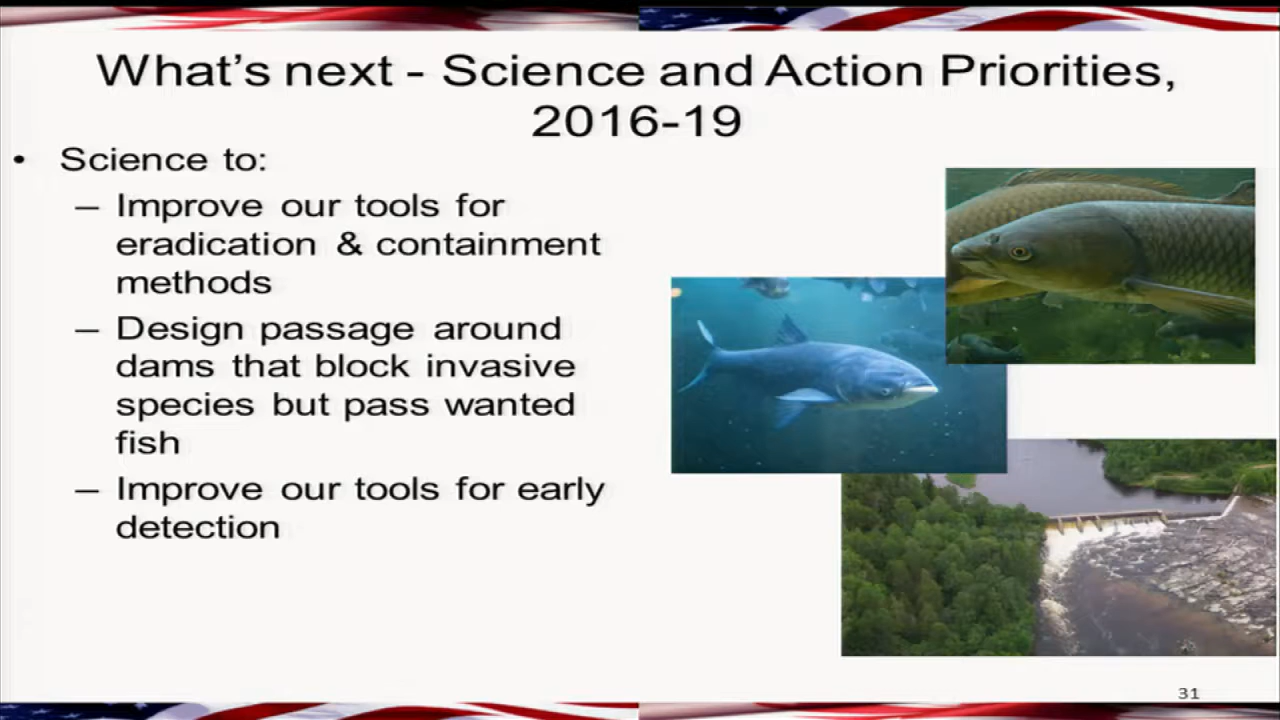 What's next - Science and Action Priorities,
2016-19
• Science to:
– Improve our tools for
eradication & containment
methods
– Design passage around
dams that block invasive
species but pass wanted
fish
– Improve our tools for early
detection
31